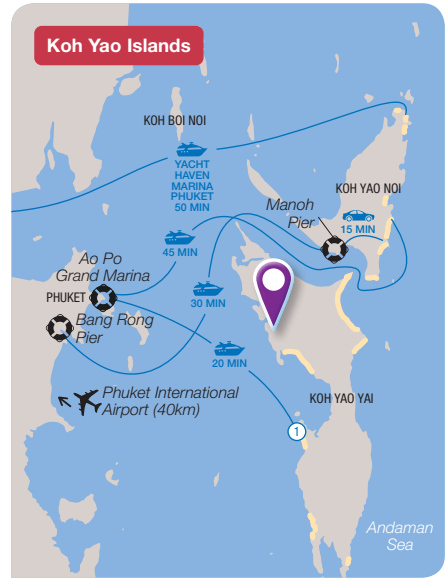 Koh Yao Islands
KOH BOI NOI
YACHT
HAVEN
MARINA
PHUKET
50 MIN
KOH YAO NOI
Manoh
Pier
15 MIN
45 MIN
Ao Po
Grand Marina
PHUKET
30 MIN
Bang Rong
Pier
20 MIN
Phuket International
Airport (40km)
KOH YAO YAI
1
Andaman
Sea